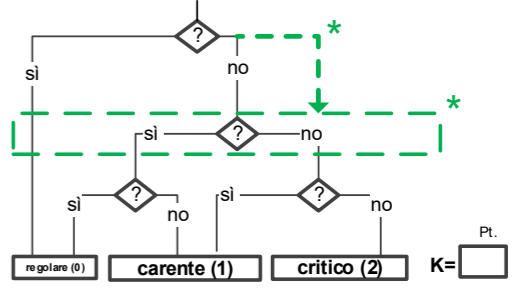 ?
*
sì
no
*
sì
?
no
sì
?
no
sì
?
no
regolare (0)
carente (1)
critico (2)
Pt.
K=